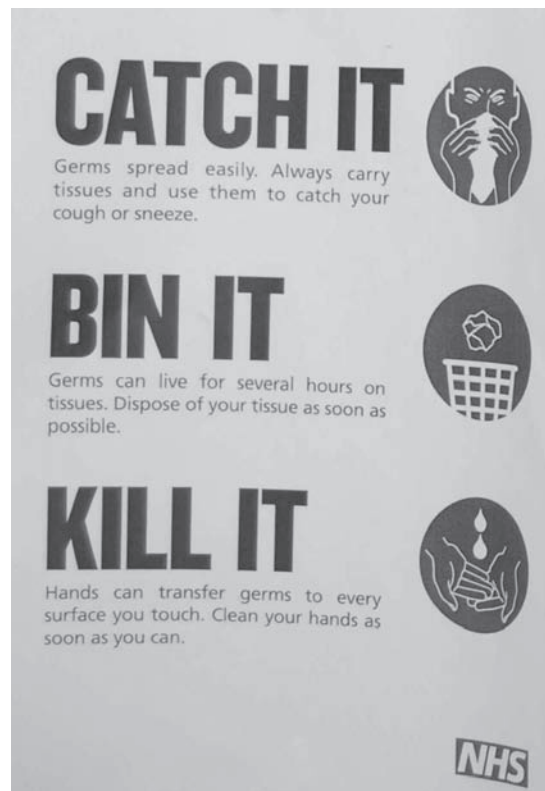 CATCH IT
Germs spread easily. Always carry
tissues and use them to catch your
cough or sneeze.
BIN IT
Germs can live for several hours on
tissues. Dispose of your tissue as soon as
possible.
KILL IT
Hands can transfer germs to every
surface you touch. Clean your hands as
soon as you can.
NHS